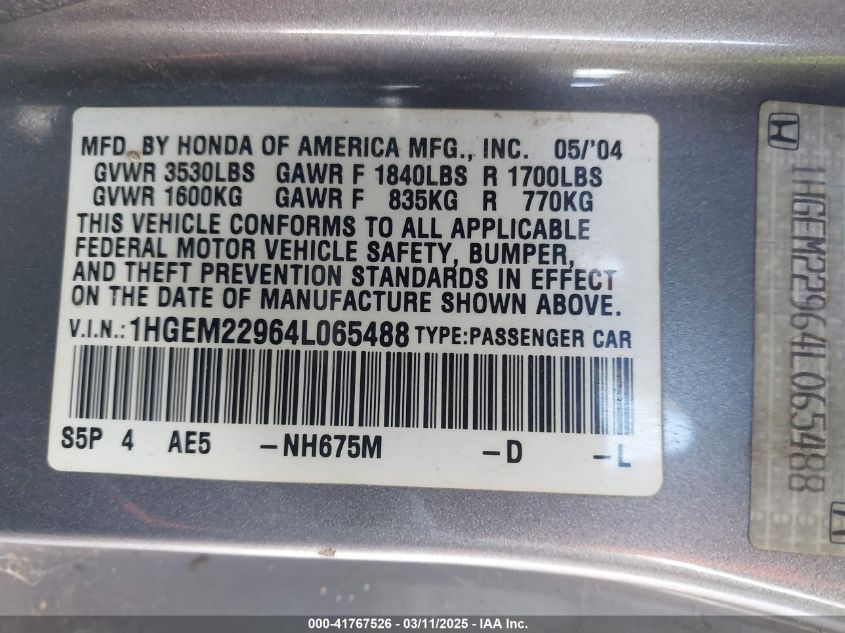 MFD. BY HONDA OF AMERICA MFG., INC. 05/'04
GVWR 3530LBS GAWR F 1840LBS R 1700LBS
GVWR 1600KG GAWR F 835KG R 770KG
THIS VEHICLE CONFORMS TO ALL APPLICABLE
FEDERAL MOTOR VEHICLE SAFETY, BUMPER,
AND THEFT PREVENTION STANDARDS IN EFFECT
ON THE DATE OF MANUFACTURE SHOWN ABOVE.
V.I.N.: 1HGEM22964L065488 TYPE:PASSENGER CAR
S5P 4 AE5 -NH675M -D -L
1HGEM22964L065488
000-41767526 - 03/11/2025 - IAA Inc.